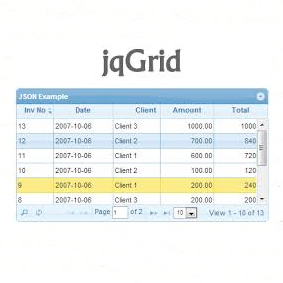 jqGrid
JSON Example
Inv No Date Client Amount Total
13 2007-10-06 Client 3 1000.00 1000
12 2007-10-06 Client 2 700.00 840
11 2007-10-06 Client 1 600.00 720
10 2007-10-06 Client 2 100.00 120
9 2007-10-06 Client 1 200.00 240
8 2007-10-06 Client 3 200.00 200
Page 1 of 2 10 View 1 - 10 of 13